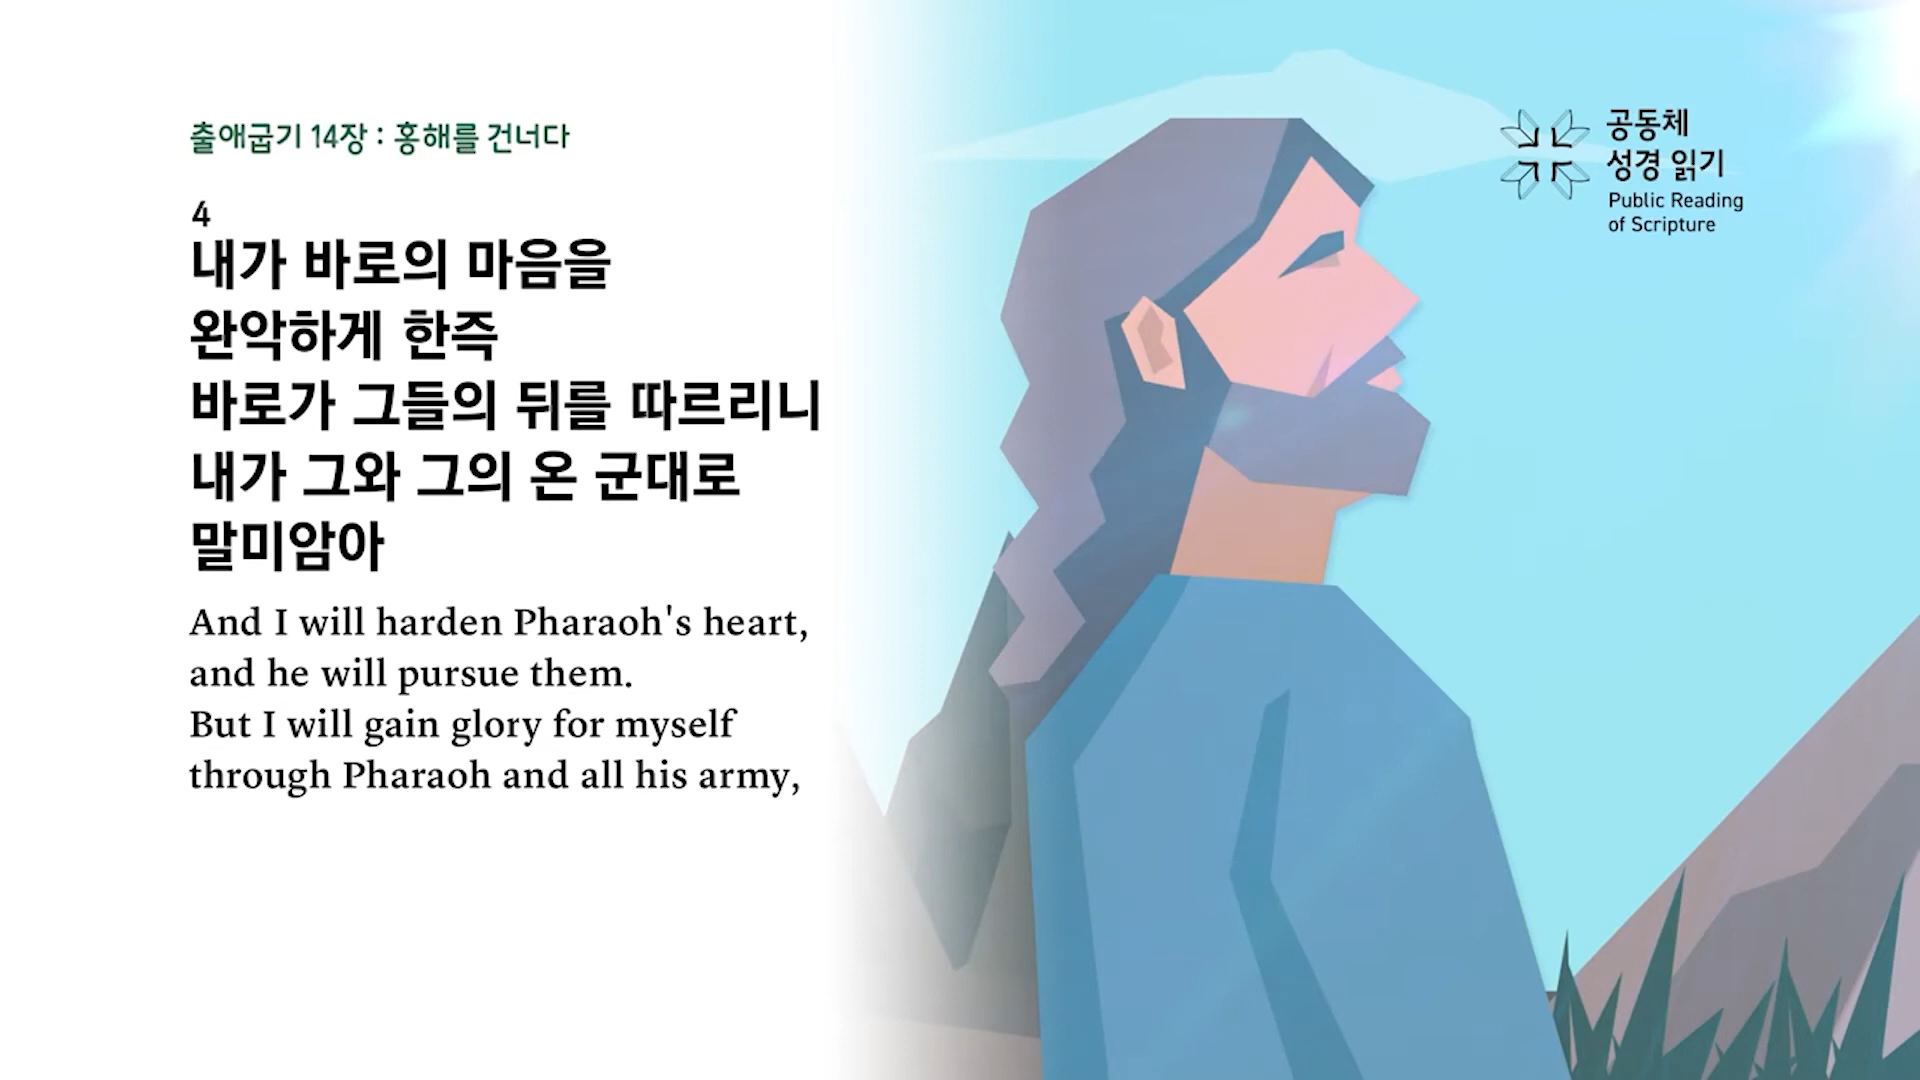 출애굽기 14장 : 홍해를 건너다
4
내가 바로의 마음을
완악하게 한즉
바로가 그들의 뒤를 따르리니
내가 그와 그의 온 군대로
말미암아
And I will harden Pharaoh's heart,
and he will pursue them.
But I will gain glory for myself
through Pharaoh and all his army,
공동체
성경 읽기
Public Reading
of Scripture